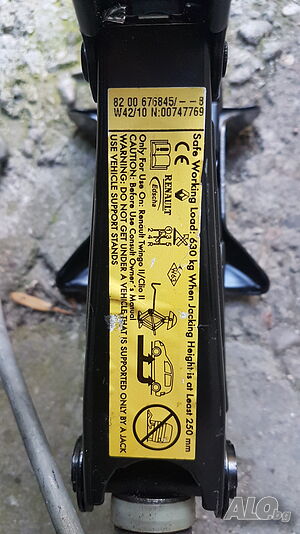 82 00 676845/--B
W42/10 N:00747769
Safe Working Load: 630 kg When Jacking Height is at Least 250 mm
CE
RENAULT
Only For Use On: Renault Twingo II/Clio II
CAUTION: Before Use Consult Owner's Manual
WARNING: DO NOT GET UNDER A VEHICLE THAT IS SUPPORTED ONLY BY A JACK
USE VEHICLE SUPPORT STANDS
ALO.bg